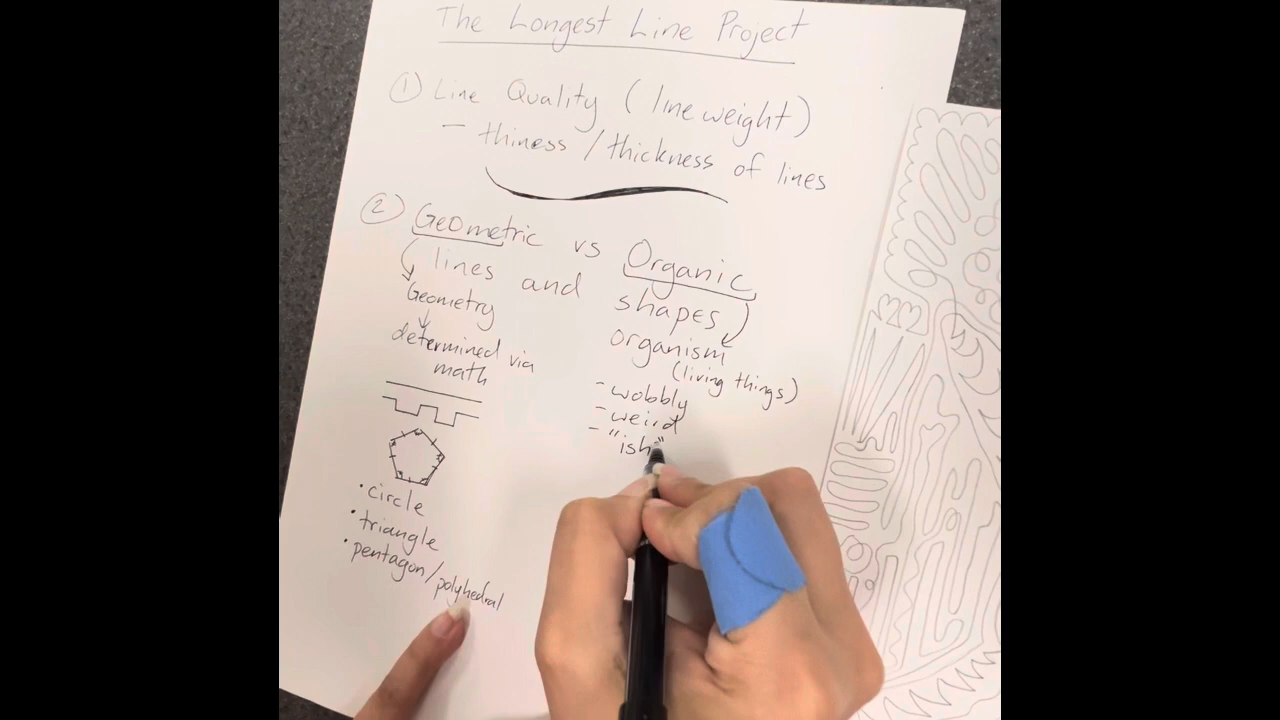 The Longest Line Project
① Line Quality (line weight)
- thiness / thickness of lines
② Geometric vs Organic
lines and shapes
Geometry
determined via
math
• circle
• triangle
• pentagon/polyhedral
organism
(living things)
- wobbly
- weird
- "ish"